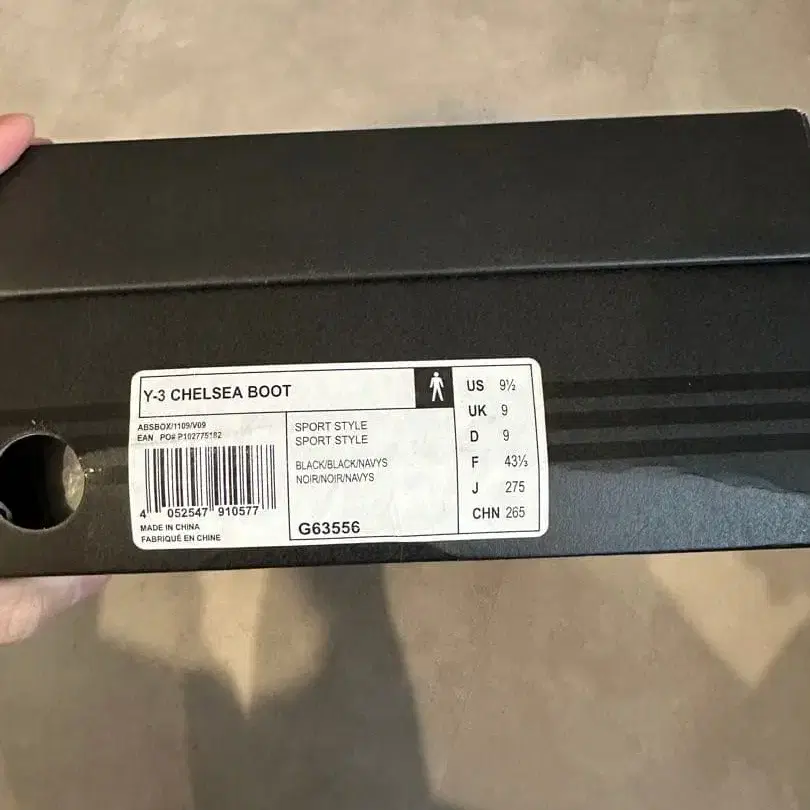 Y-3 CHELSEA BOOT
ABSBOX/1109/V09
EAN PO# P102775182
4 052547 910577
MADE IN CHINA
FABRIQUÉ EN CHINE
SPORT STYLE
SPORT STYLE
BLACK/BLACK/NAVYS
NOIR/NOIR/NAVYS
G63556
US 9½
UK 9
D 9
F 43⅓
J 275
CHN 265